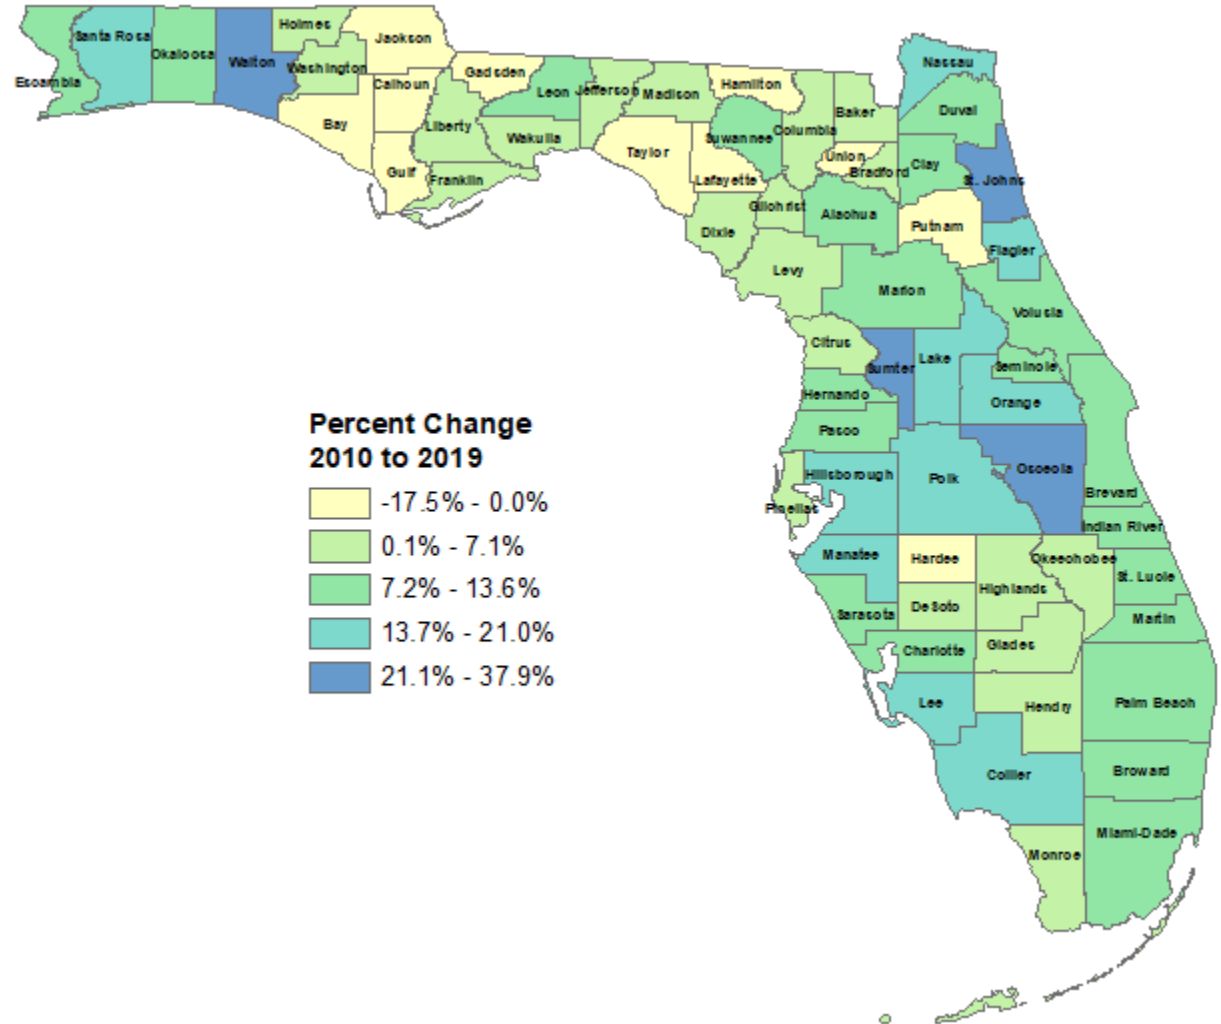 Holmes
Jackson
Santa Rosa
Okaloosa
Walton
Washington
Escambia
Calhoun
Bay
Liberty
Gulf
Franklin
Gadsden
Leon
Jefferson
Madison
Wakulla
Hamilton
Taylor
Suwannee
Columbia
Baker
Nassau
Duval
Union
Bradford
Clay
St. Johns
Lafayette
Gilchrist
Alachua
Putnam
Dixie
Flagler
Levy
Marion
Volusia
Citrus
Sumter
Lake
Seminole
Hernando
Orange
Pasco
Hillsborough
Polk
Osceola
Brevard
Pinellas
Indian River
Manatee
Hardee
Okeechobee
Highlands
St. Lucie
Sarasota
DeSoto
Martin
Charlotte
Glades
Lee
Hendry
Palm Beach
Collier
Broward
Miami-Dade
Monroe
Percent Change
2010 to 2019
-17.5% - 0.0%
0.1% - 7.1%
7.2% - 13.6%
13.7% - 21.0%
21.1% - 37.9%